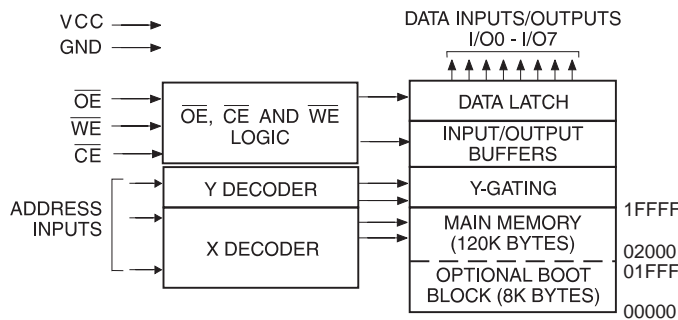 VCC
GND
DATA INPUTS/OUTPUTS
I/O0 - I/O7
OE
WE
CE
OE, CE AND WE
LOGIC
DATA LATCH
INPUT/OUTPUT
BUFFERS
ADDRESS
INPUTS
Y DECODER
Y-GATING
X DECODER
MAIN MEMORY
(120K BYTES)
OPTIONAL BOOT
BLOCK (8K BYTES)
1FFFF
02000
01FFF
00000